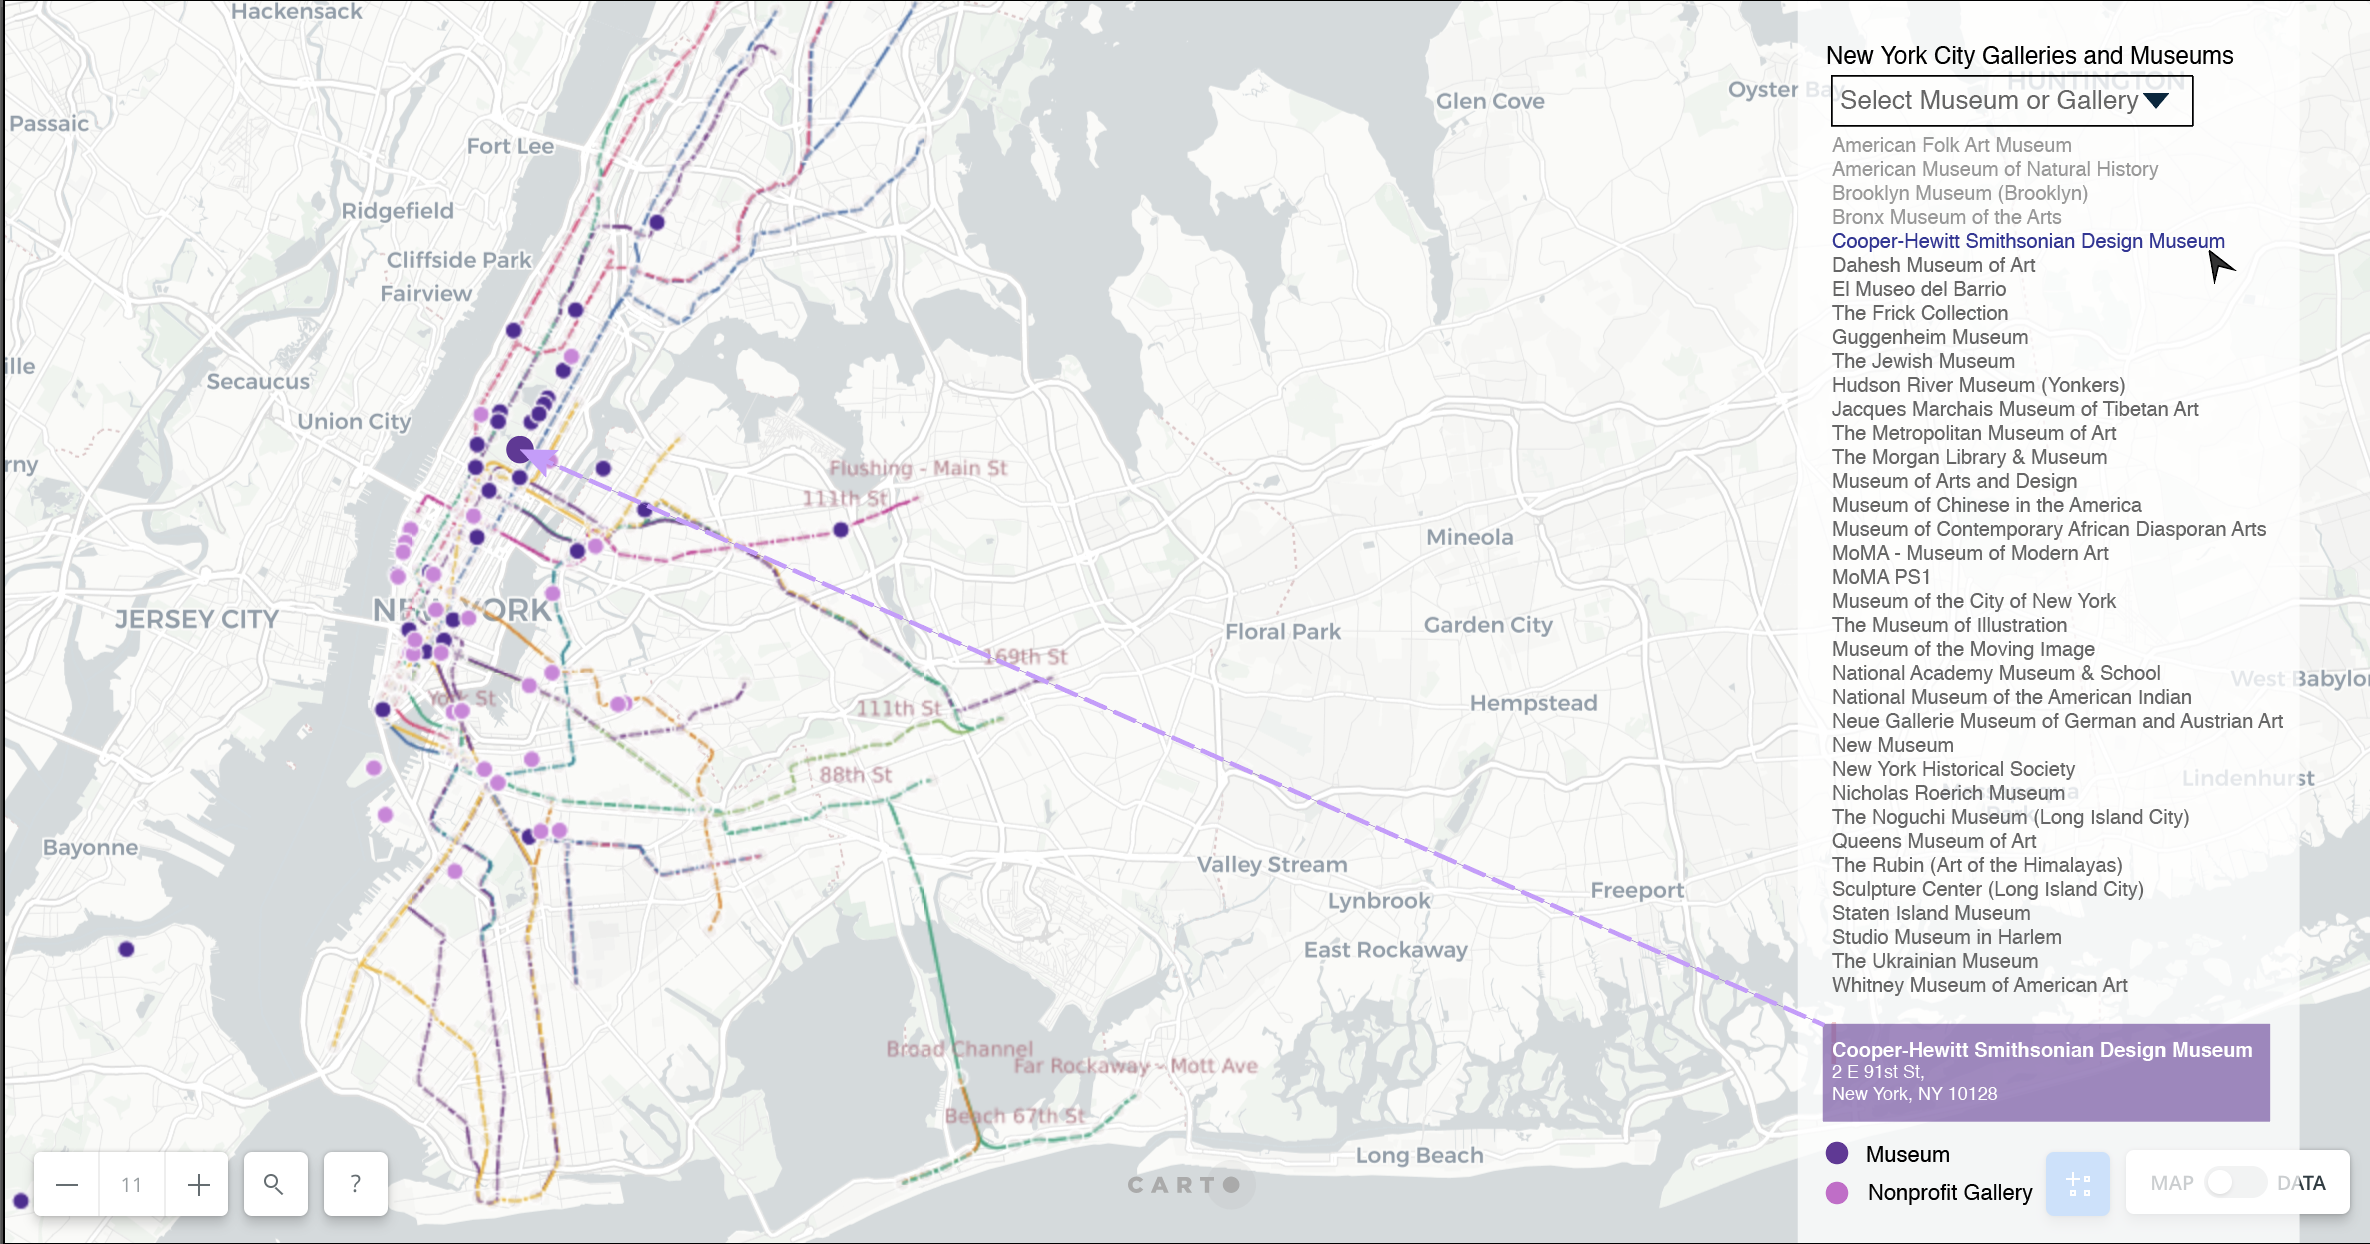 Hackensack
Passaic
Fort Lee
Ridgefield
Cliffside Park
Fairview
ille
Secaucus
Union City
rny
JERSEY CITY
Bayonne
Glen Cove
Oyster Bay
HUNTINGTON
Flushing - Main St
111th St
Mineola
Floral Park
Garden City
169th St
Hempstead
111th St
York St
88th St
Valley Stream
Lynbrook
Freeport
East Rockaway
Broad Channel
Far Rockaway - Mott Ave
Beach 67th St
Long Beach
West Babylon
Lindenhurst
New York City Galleries and Museums
Select Museum or Gallery
American Folk Art Museum
American Museum of Natural History
Brooklyn Museum (Brooklyn)
Bronx Museum of the Arts
Cooper-Hewitt Smithsonian Design Museum
Dahesh Museum of Art
El Museo del Barrio
The Frick Collection
Guggenheim Museum
The Jewish Museum
Hudson River Museum (Yonkers)
Jacques Marchais Museum of Tibetan Art
The Metropolitan Museum of Art
The Morgan Library & Museum
Museum of Arts and Design
Museum of Chinese in the America
Museum of Contemporary African Diasporan Arts
MoMA - Museum of Modern Art
MoMA PS1
Museum of the City of New York
The Museum of Illustration
Museum of the Moving Image
National Academy Museum & School
National Museum of the American Indian
Neue Gallerie Museum of German and Austrian Art
New Museum
New York Historical Society
Nicholas Roerich Museum
The Noguchi Museum (Long Island City)
Queens Museum of Art
The Rubin (Art of the Himalayas)
Sculpture Center (Long Island City)
Staten Island Museum
Studio Museum in Harlem
The Ukrainian Museum
Whitney Museum of American Art
Cooper-Hewitt Smithsonian Design Museum
2 E 91st St,
New York, NY 10128
Museum
Nonprofit Gallery
MAP DATA
11
?
CARTO
NEW YORK